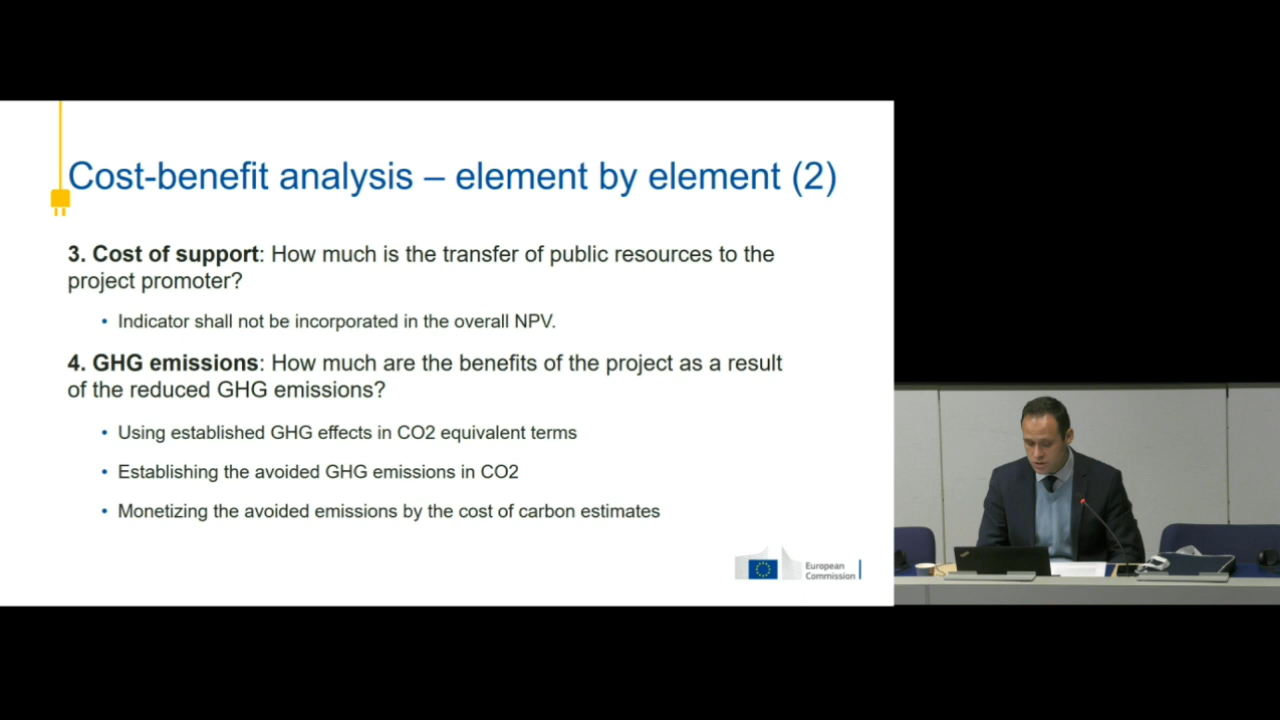 Cost-benefit analysis – element by element (2)
3. Cost of support: How much is the transfer of public resources to the
project promoter?
• Indicator shall not be incorporated in the overall NPV.
4. GHG emissions: How much are the benefits of the project as a result
of the reduced GHG emissions?
• Using established GHG effects in CO2 equivalent terms
• Establishing the avoided GHG emissions in CO2
• Monetizing the avoided emissions by the cost of carbon estimates
European
Commission